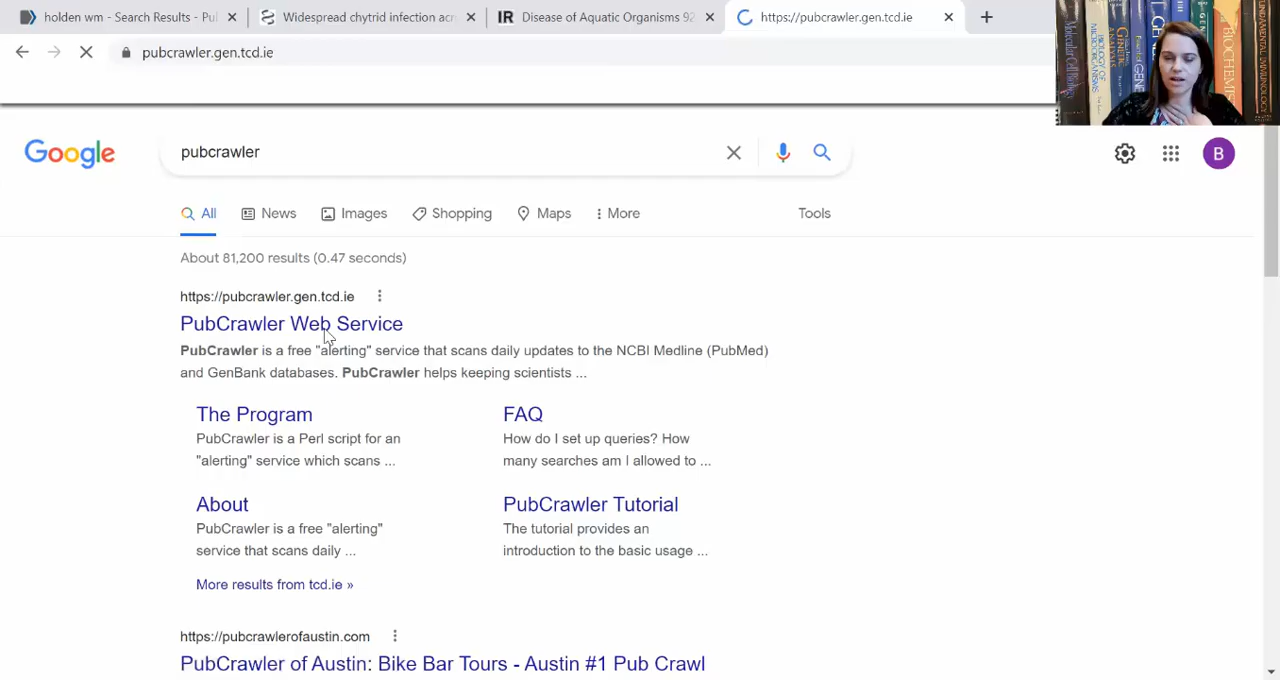 holden wm - Search Results - Pu
Widespread chytrid infection acr
IR Disease of Aquatic Organisms 92
https://pubcrawler.gen.tcd.ie
pubcrawler.gen.tcd.ie
Google
pubcrawler
B
All
News
Images
Shopping
Maps
More
Tools
About 81,200 results (0.47 seconds)
https://pubcrawler.gen.tcd.ie
PubCrawler Web Service
PubCrawler is a free "alerting" service that scans daily updates to the NCBI Medline (PubMed)
and GenBank databases. PubCrawler helps keeping scientists ...
The Program
PubCrawler is a Perl script for an
"alerting" service which scans ...
FAQ
How do I set up queries? How
many searches am I allowed to ...
About
PubCrawler is a free "alerting"
service that scans daily ...
PubCrawler Tutorial
The tutorial provides an
introduction to the basic usage ...
More results from tcd.ie »
https://pubcrawlerofaustin.com
PubCrawler of Austin: Bike Bar Tours - Austin #1 Pub Crawl